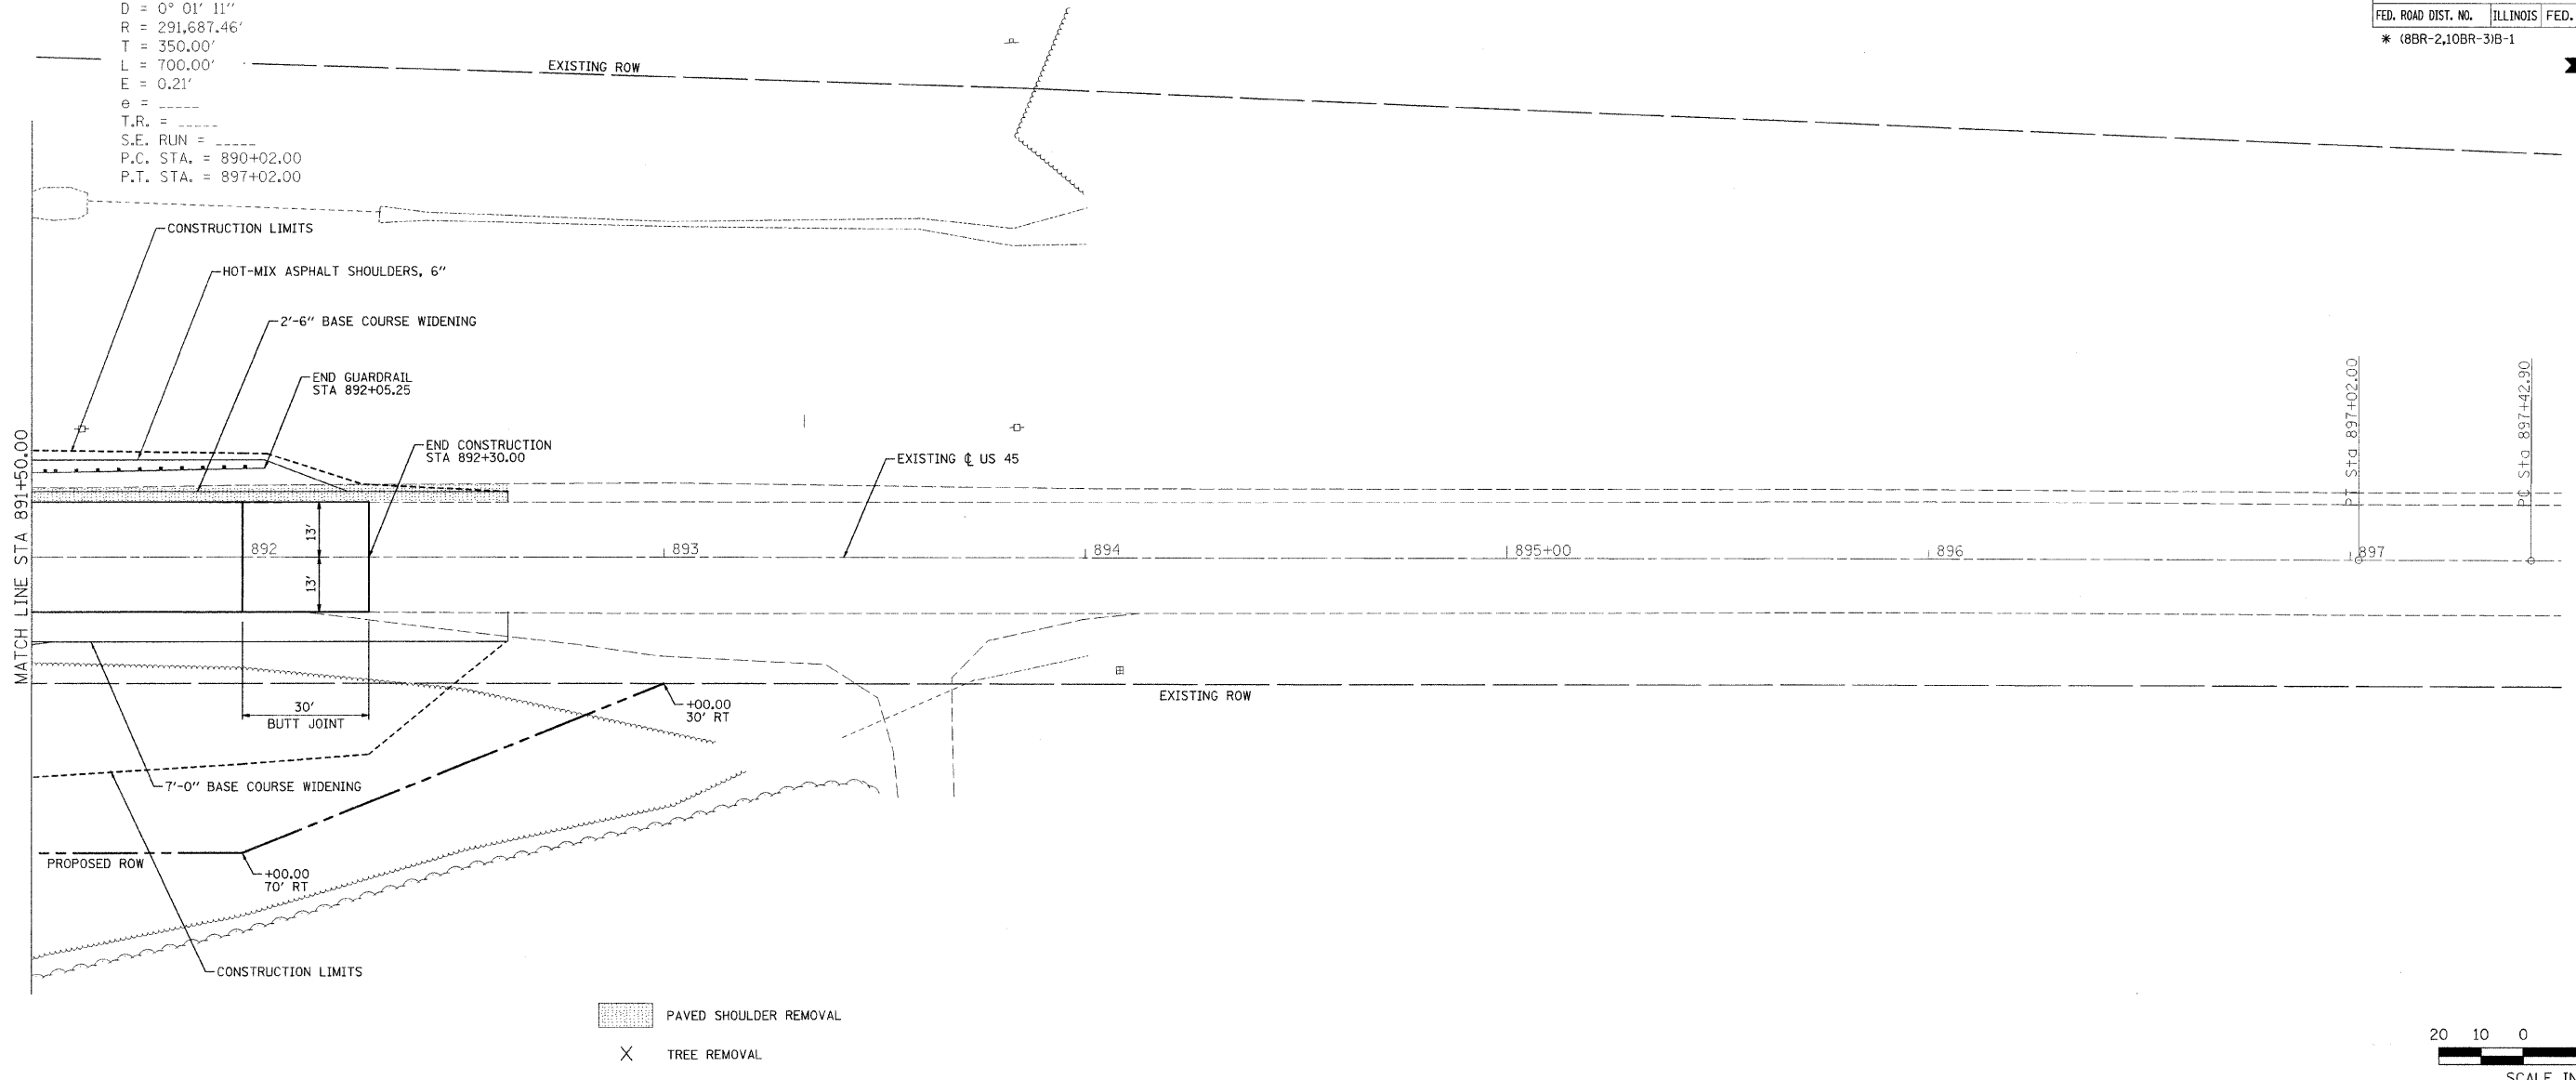 D = 0° 01' 11"
R = 291,687.46'
T = 350.00'
L = 700.00'
E = 0.21'
e = _____
T.R. = _____
S.E. RUN = _____
P.C. STA. = 890+02.00
P.T. STA. = 897+02.00
FED. ROAD DIST. NO. ILLINOIS FED.
* (8BR-2,10BR-3)B-1
EXISTING ROW
CONSTRUCTION LIMITS
HOT-MIX ASPHALT SHOULDERS, 6"
2'-6" BASE COURSE WIDENING
END GUARDRAIL
STA 892+05.25
END CONSTRUCTION
STA 892+30.00
EXISTING ℄ US 45
PT Sta 897+02.00
PC Sta 897+42.90
MATCH LINE STA 891+50.00
13'
13'
892
893
894
895+00
896
897
30'
BUTT JOINT
+00.00
30' RT
EXISTING ROW
7'-0" BASE COURSE WIDENING
PROPOSED ROW
+00.00
70' RT
CONSTRUCTION LIMITS
PAVED SHOULDER REMOVAL
X TREE REMOVAL
20 10 0
SCALE IN